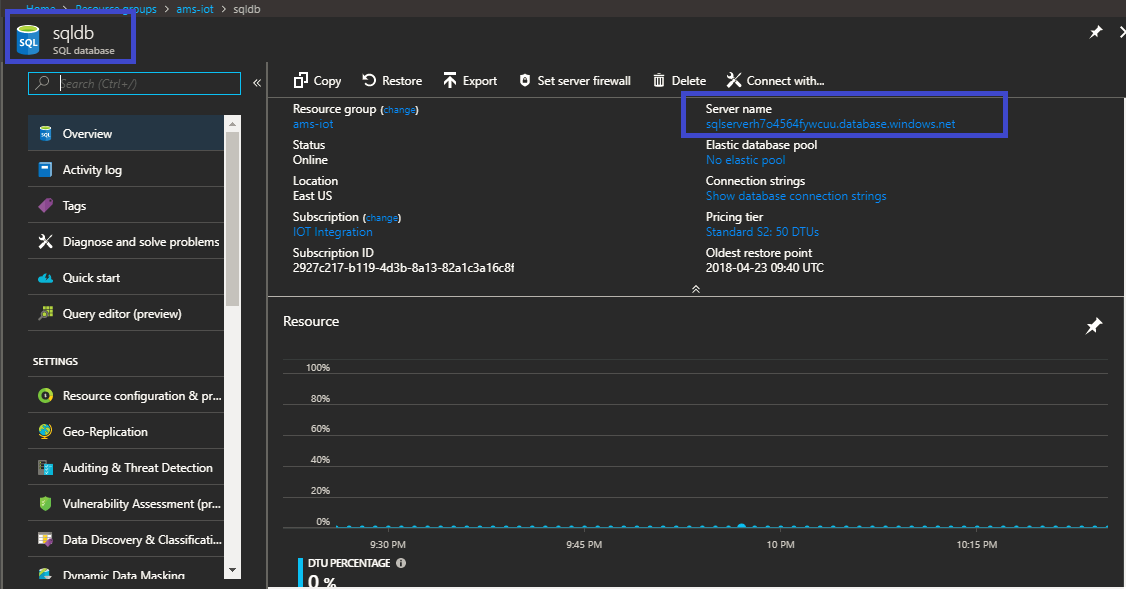 Home > Resource groups > ams-iot > sqldb
SQL
sqldb
SQL database
Search (Ctrl+/)
«
SQL
Overview
Activity log
Tags
Diagnose and solve problems
Quick start
Query editor (preview)
SETTINGS
Resource configuration & pr...
Geo-Replication
Auditing & Threat Detection
Vulnerability Assessment (pr...
Data Discovery & Classificati...
Dynamic Data Masking
Copy
Restore
Export
Set server firewall
Delete
Connect with...
Resource group (change)
ams-iot
Status
Online
Location
East US
Subscription (change)
IOT Integration
Subscription ID
2927c217-b119-4d3b-8a13-82a1c3a16c8f
Server name
sqlserverh7o4564fywcuu.database.windows.net
Elastic database pool
No elastic pool
Connection strings
Show database connection strings
Pricing tier
Standard S2: 50 DTUs
Oldest restore point
2018-04-23 09:40 UTC
Resource
100%
80%
60%
40%
20%
0%
9:30 PM
9:45 PM
10 PM
10:15 PM
DTU PERCENTAGE
0 %